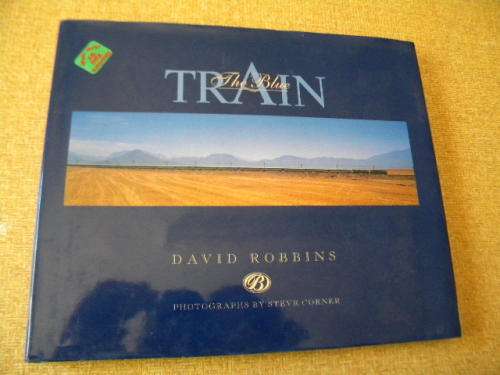 The Blue
TRAIN
DAVID ROBBINS
B
PHOTOGRAPHS BY STEVE CORNER